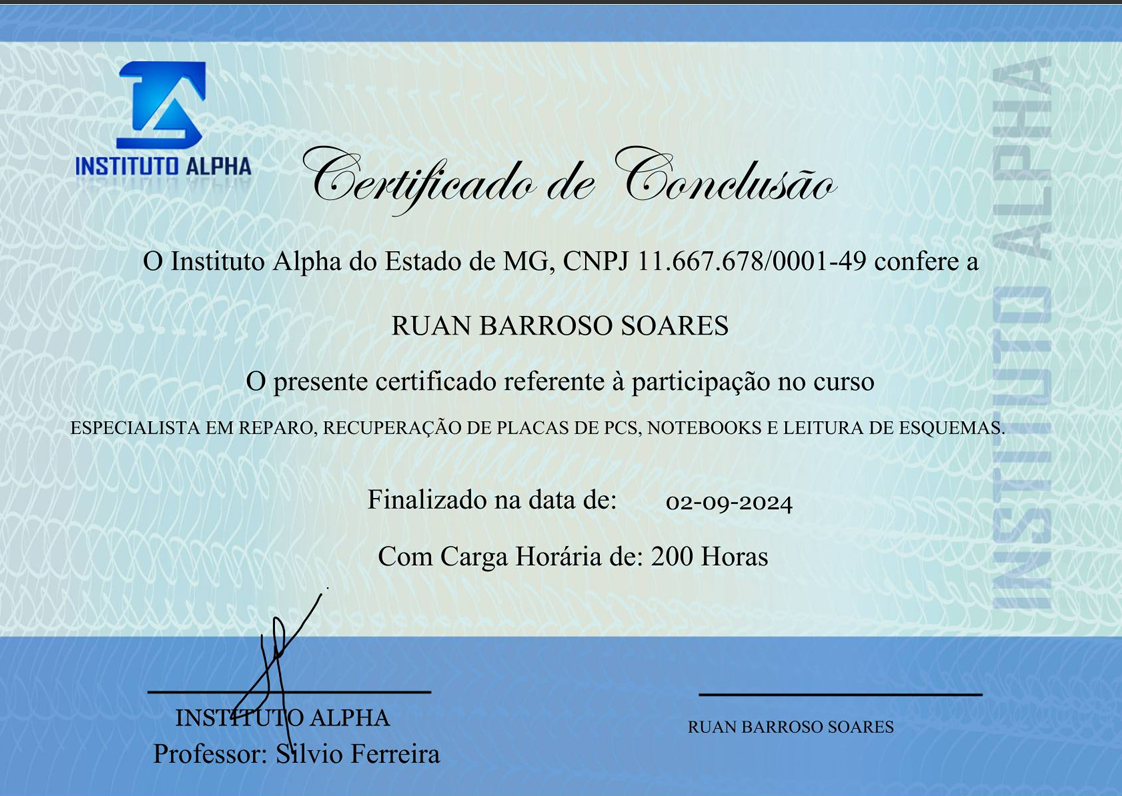 INSTITUTO ALPHA
Certificado de Conclusão
O Instituto Alpha do Estado de MG, CNPJ 11.667.678/0001-49 confere a
RUAN BARROSO SOARES
O presente certificado referente à participação no curso
ESPECIALISTA EM REPARO, RECUPERAÇÃO DE PLACAS DE PCS, NOTEBOOKS E LEITURA DE ESQUEMAS.
Finalizado na data de: 02-09-2024
Com Carga Horária de: 200 Horas
INSTITUTO ALPHA
INSTITUTO ALPHA
Professor: Silvio Ferreira
RUAN BARROSO SOARES